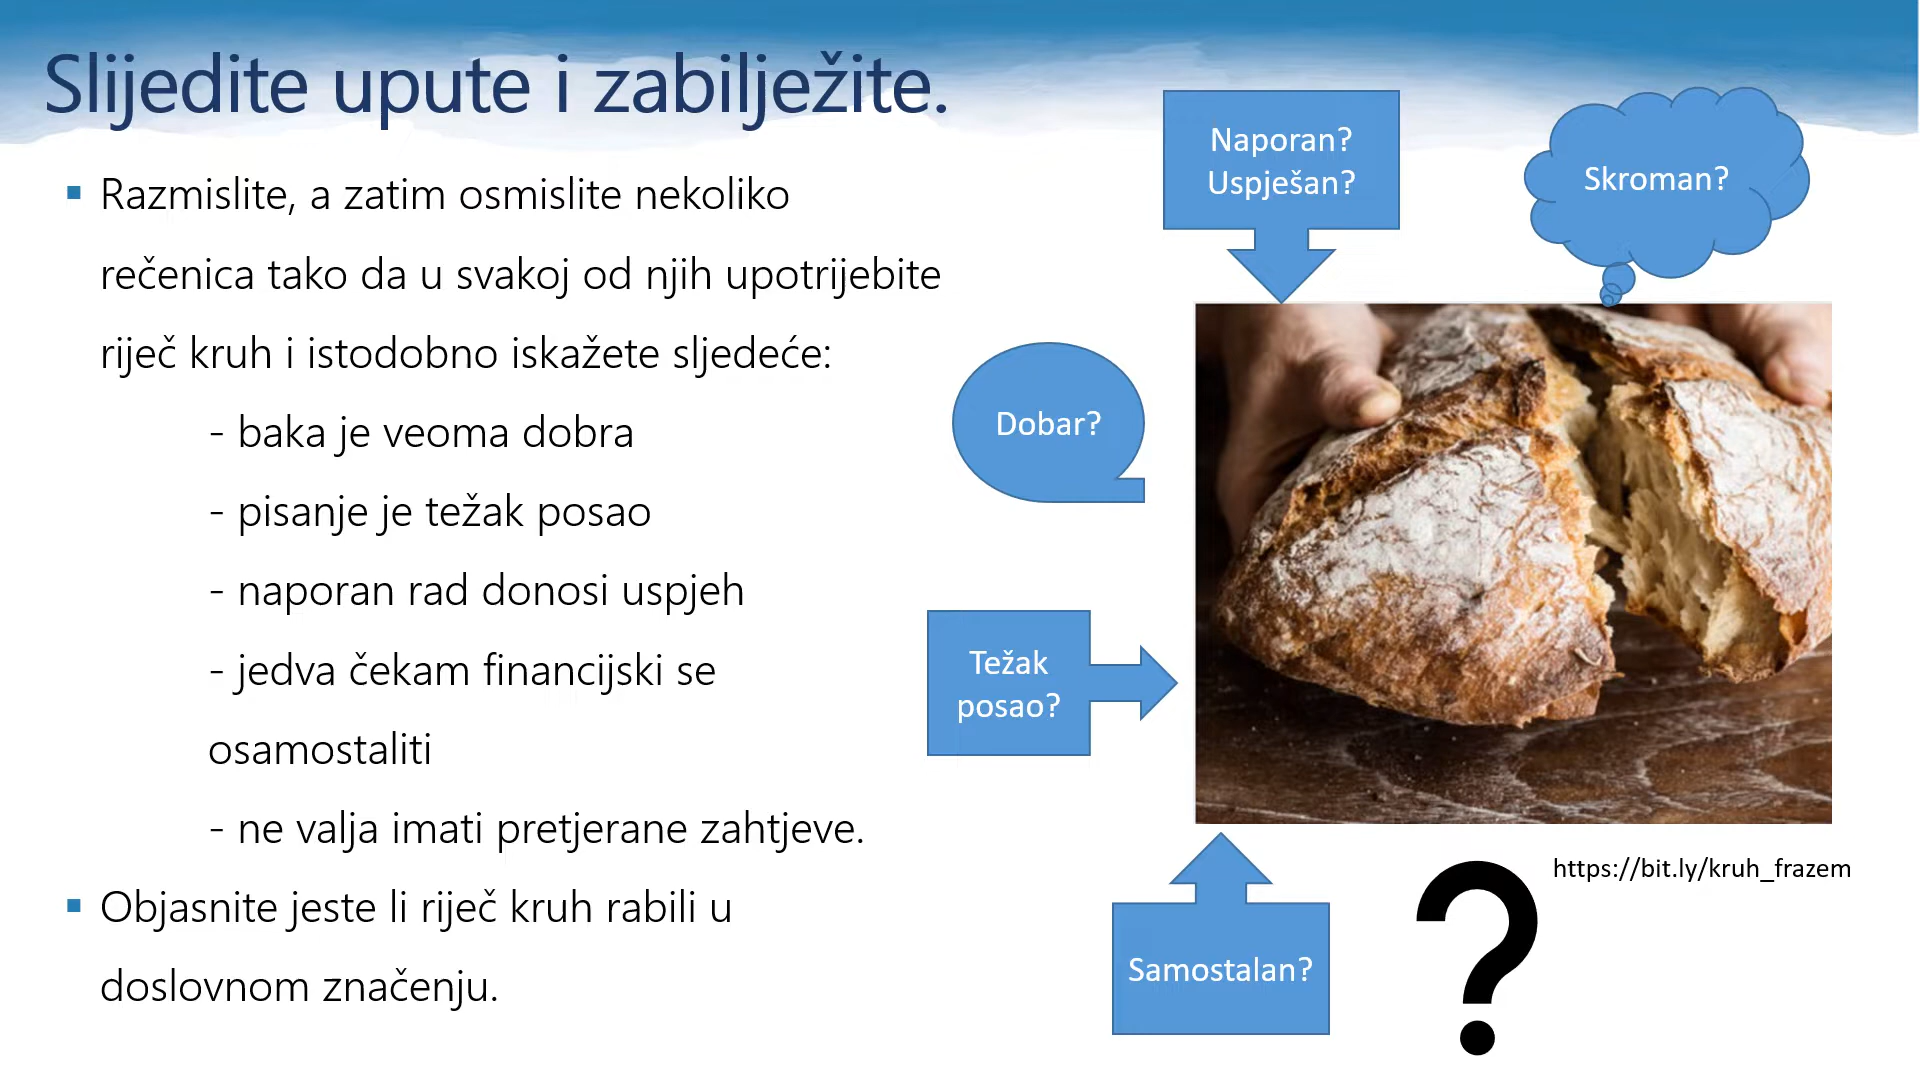 Slijedite upute i zabilježite.
Razmislite, a zatim osmislite nekoliko
rečenica tako da u svakoj od njih upotrijebite
riječ kruh i istodobno iskažete sljedeće:
- baka je veoma dobra
- pisanje je težak posao
- naporan rad donosi uspjeh
- jedva čekam financijski se
osamostaliti
- ne valja imati pretjerane zahtjeve.
Objasnite jeste li riječ kruh rabili u
doslovnom značenju.
Naporan?
Uspješan?
Skroman?
Dobar?
Težak
posao?
Samostalan?
?
https://bit.ly/kruh_frazem